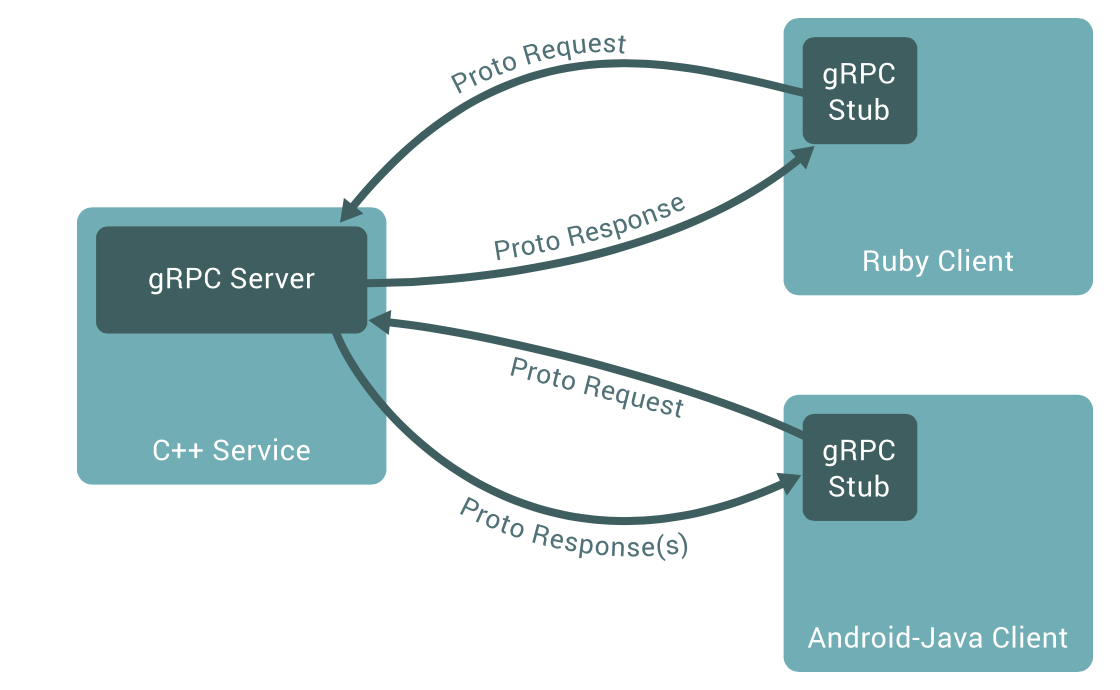 Proto Request
gRPC
Stub
Proto Response
Ruby Client
gRPC Server
C++ Service
Proto Request
gRPC
Stub
Proto Response(s)
Android-Java Client